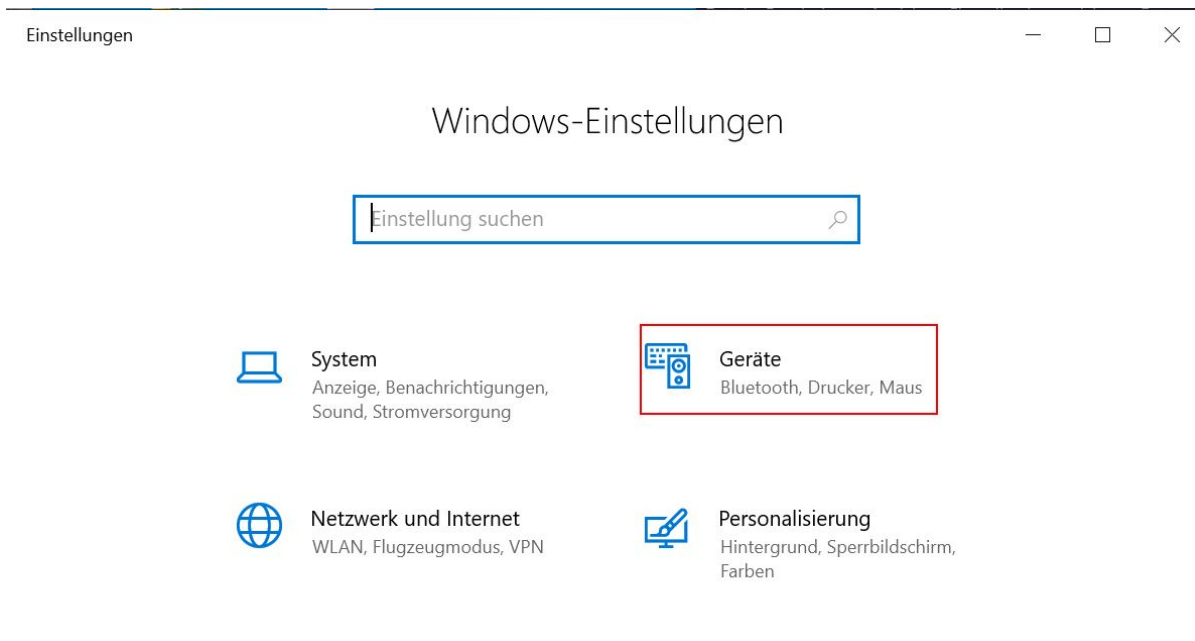 Einstellungen
Windows-Einstellungen
Einstellung suchen
System
Anzeige, Benachrichtigungen,
Sound, Stromversorgung
Geräte
Bluetooth, Drucker, Maus
Netzwerk und Internet
WLAN, Flugzeugmodus, VPN
Personalisierung
Hintergrund, Sperrbildschirm,
Farben